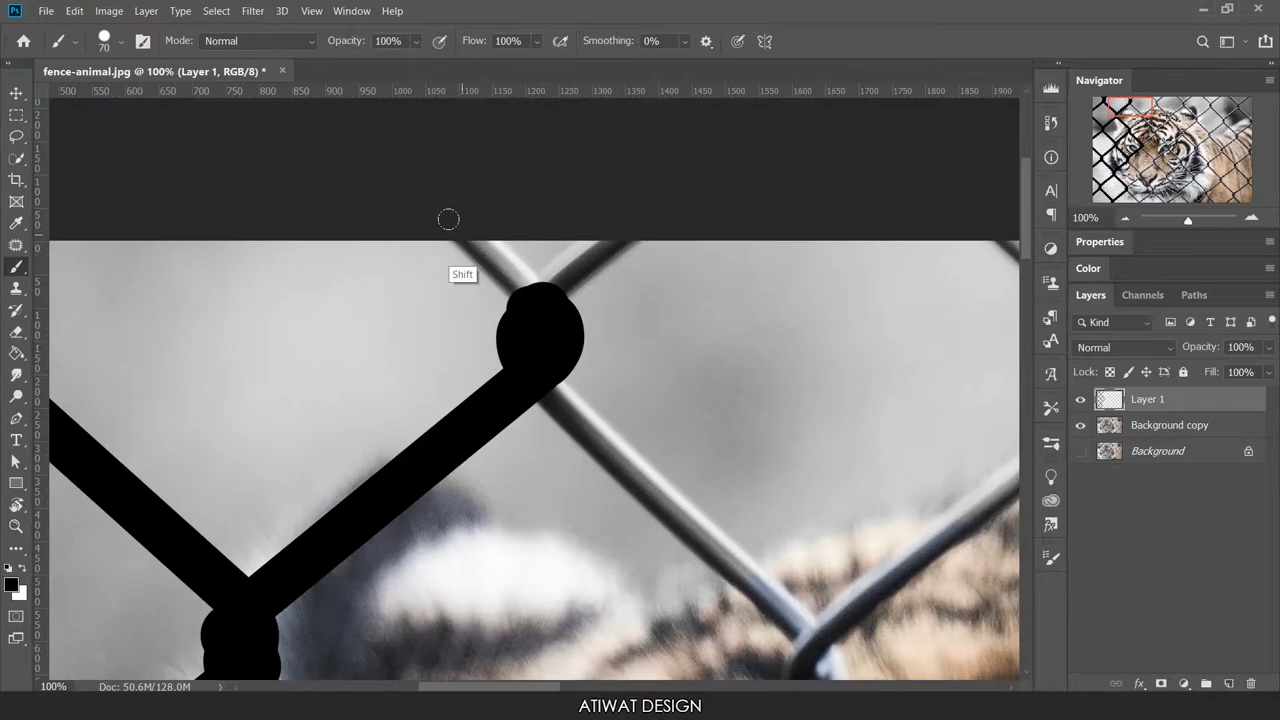 Ps File Edit Image Layer Type Select Filter 3D View Window Help
70 Mode: Normal Opacity: 100% Flow: 100% Smoothing: 0%
fence-animal.jpg @ 100% (Layer 1, RGB/8) *
500 550 600 650 700 750 800 850 900 950 1000 1050 1100 1150 1200 1250 1300 1350 1400 1450 1500 1550 1600 1650 1700 1750 1800 1850 1900
Navigator
100%
Properties
Color
Layers Channels Paths
Kind
Normal Opacity: 100%
Lock: Fill: 100%
Layer 1
Background copy
Background
Shift
100% Doc: 50.6M/128.0M
ATIWAT DESIGN